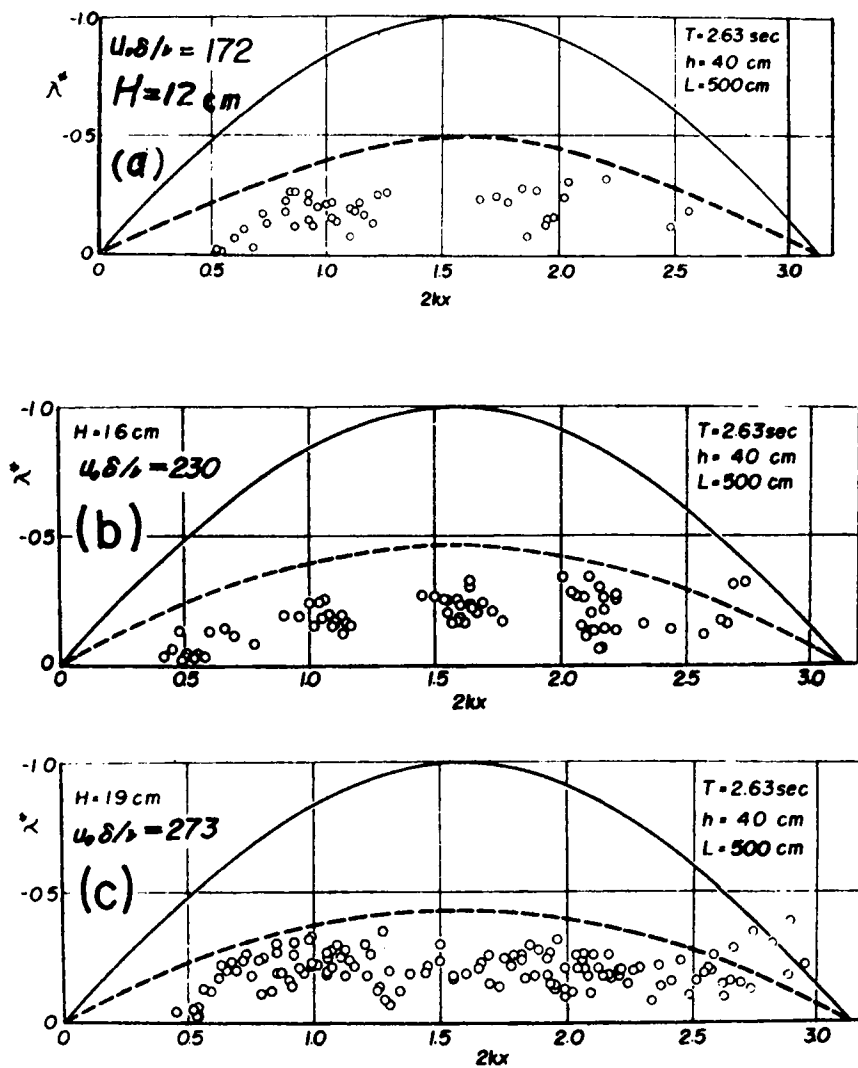 -1.0
u₀δ/ν = 172
T = 2.63 sec
λ*
H = 12 cm
h = 40 cm
L = 500 cm
-0.5
(a)
0
0 0.5 1.0 1.5 2.0 2.5 3.0
2kx
-1.0
λ*
H = 16 cm
T = 2.63 sec
u₀δ/ν = 230
h = 40 cm
L = 500 cm
(b)
-0.5
0
0 0.5 1.0 1.5 2.0 2.5 3.0
2kx
-1.0
λ*
H = 19 cm
T = 2.63 sec
u₀δ/ν = 273
h = 40 cm
L = 500 cm
-0.5
(c)
0
0 0.5 1.0 1.5 2.0 2.5 3.0
2kx